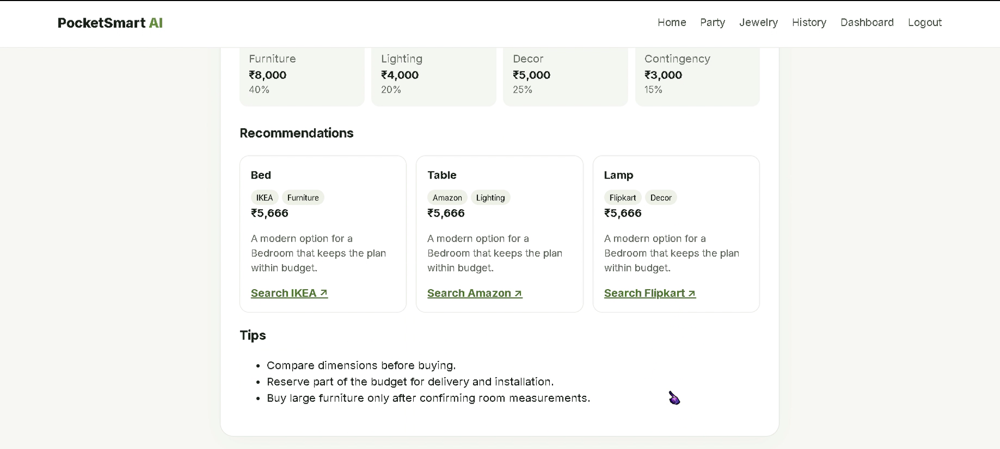 PocketSmart AI
Home Party Jewelry History Dashboard Logout
Furniture
₹8,000
40%
Lighting
₹4,000
20%
Decor
₹5,000
25%
Contingency
₹3,000
15%
Recommendations
Bed
IKEA Furniture
₹5,666
A modern option for a
Bedroom that keeps the plan
within budget.
Search IKEA ↗
Table
Amazon Lighting
₹5,666
A modern option for a
Bedroom that keeps the plan
within budget.
Search Amazon ↗
Lamp
Flipkart Decor
₹5,666
A modern option for a
Bedroom that keeps the plan
within budget.
Search Flipkart ↗
Tips
• Compare dimensions before buying.
• Reserve part of the budget for delivery and installation.
• Buy large furniture only after confirming room measurements.